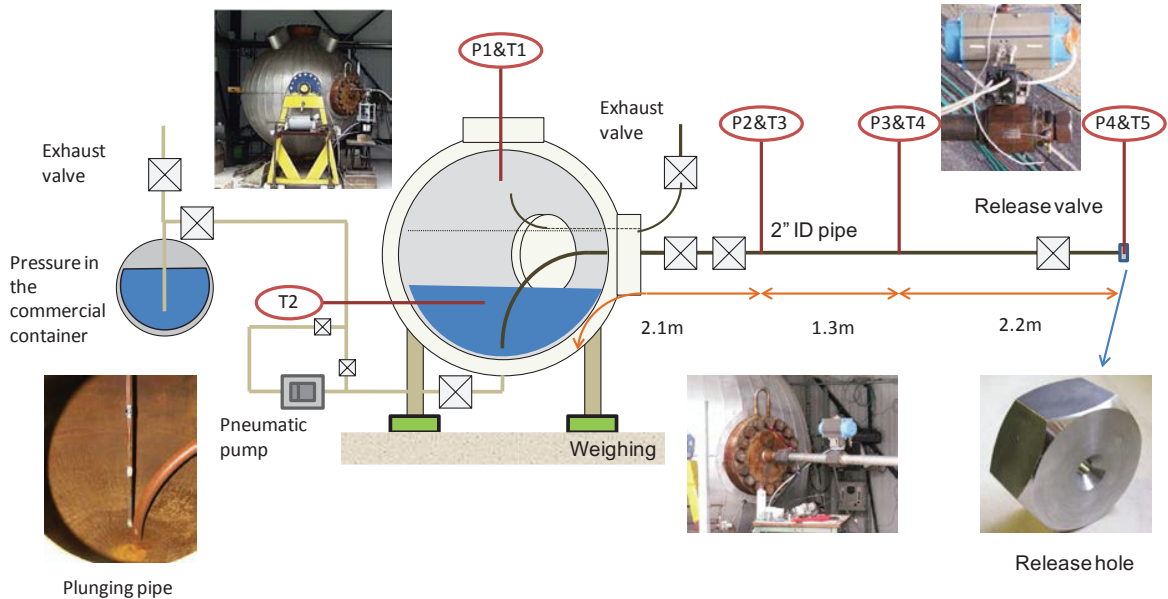 P1&T1
Exhaust
valve
P2&T3
P3&T4
P4&T5
Exhaust
valve
Release valve
2” ID pipe
Pressure in
the
commercial
container
T2
2.1m
1.3m
2.2m
Pneumatic
pump
Weighing
Plunging pipe
Release hole